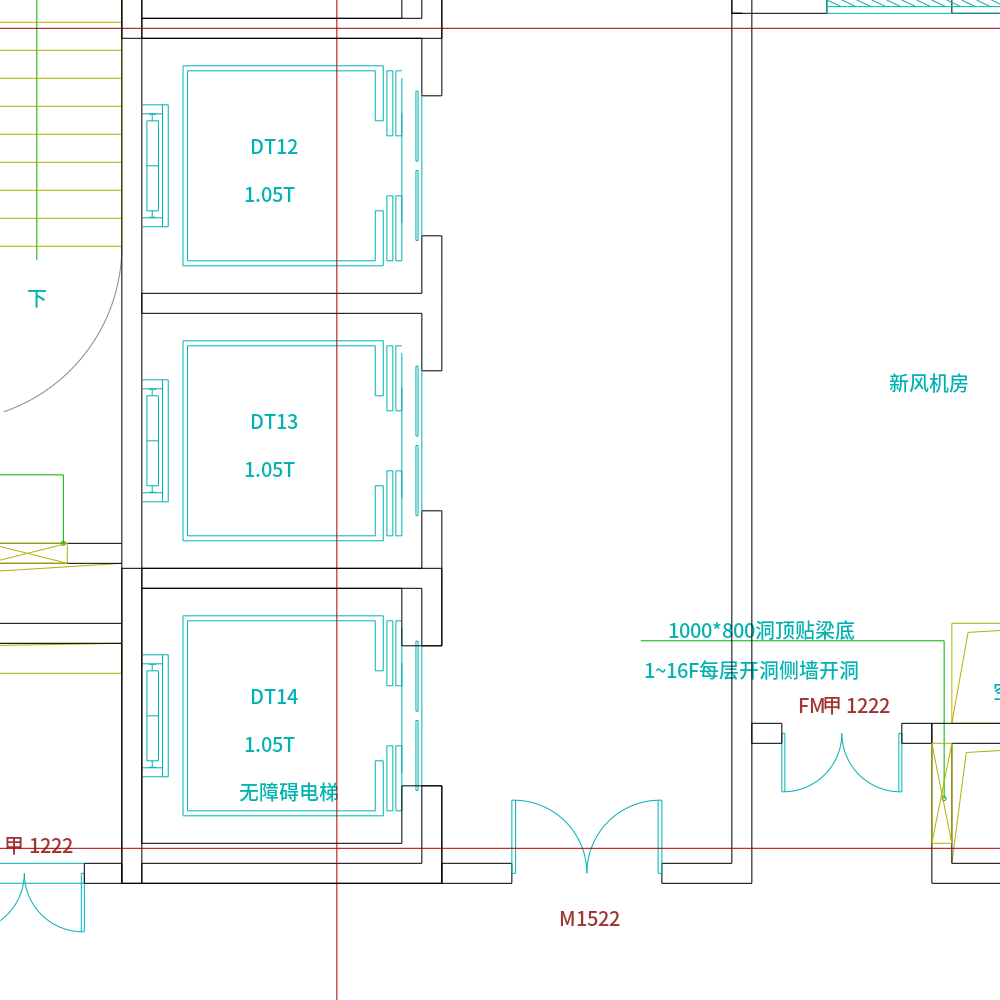 DT12
1.05T
下
新风机房
DT13
1.05T
1000*800洞顶贴梁底
1~16F每层开洞侧墙开洞
DT14
FM甲 1222
1.05T
无障碍电梯
甲 1222
M1522